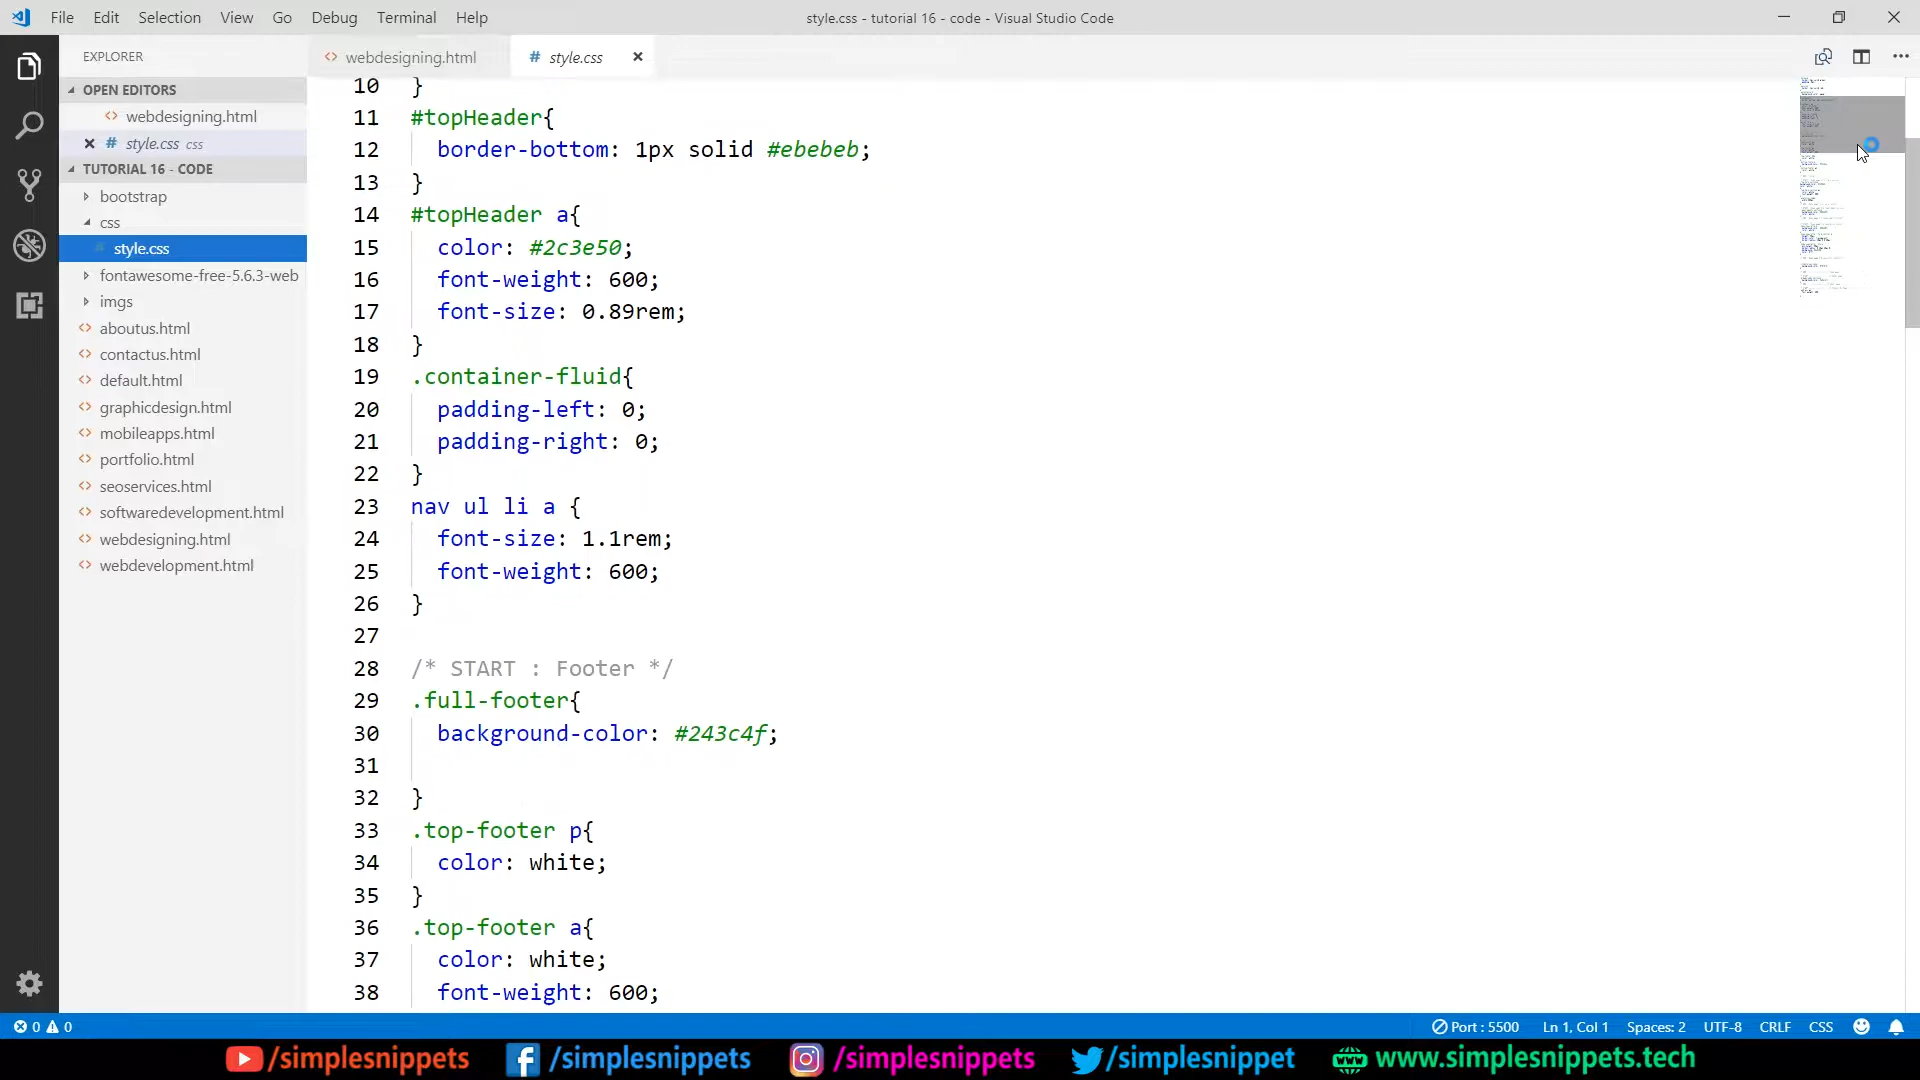 File Edit Selection View Go Debug Terminal Help style.css - tutorial 16 - code - Visual Studio Code
EXPLORER
webdesigning.html
style.css
OPEN EDITORS
webdesigning.html
style.css css
TUTORIAL 16 - CODE
bootstrap
css
style.css
fontawesome-free-5.6.3-web
imgs
aboutus.html
contactus.html
default.html
graphicdesign.html
mobileapps.html
portfolio.html
seoservices.html
softwaredevelopment.html
webdesigning.html
webdevelopment.html
10 }
11 #topHeader{
12 border-bottom: 1px solid #ebebeb;
13 }
14 #topHeader a{
15 color: #2c3e50;
16 font-weight: 600;
17 font-size: 0.89rem;
18 }
19 .container-fluid{
20 padding-left: 0;
21 padding-right: 0;
22 }
23 nav ul li a {
24 font-size: 1.1rem;
25 font-weight: 600;
26 }
27
28 /* START : Footer */
29 .full-footer{
30 background-color: #243c4f;
31
32 }
33 .top-footer p{
34 color: white;
35 }
36 .top-footer a{
37 color: white;
38 font-weight: 600;
0 0 Port : 5500 Ln 1, Col 1 Spaces: 2 UTF-8 CRLF CSS
/simplesnippets /simplesnippets /simplesnippets /simplesnippets www.simplesnippets.tech